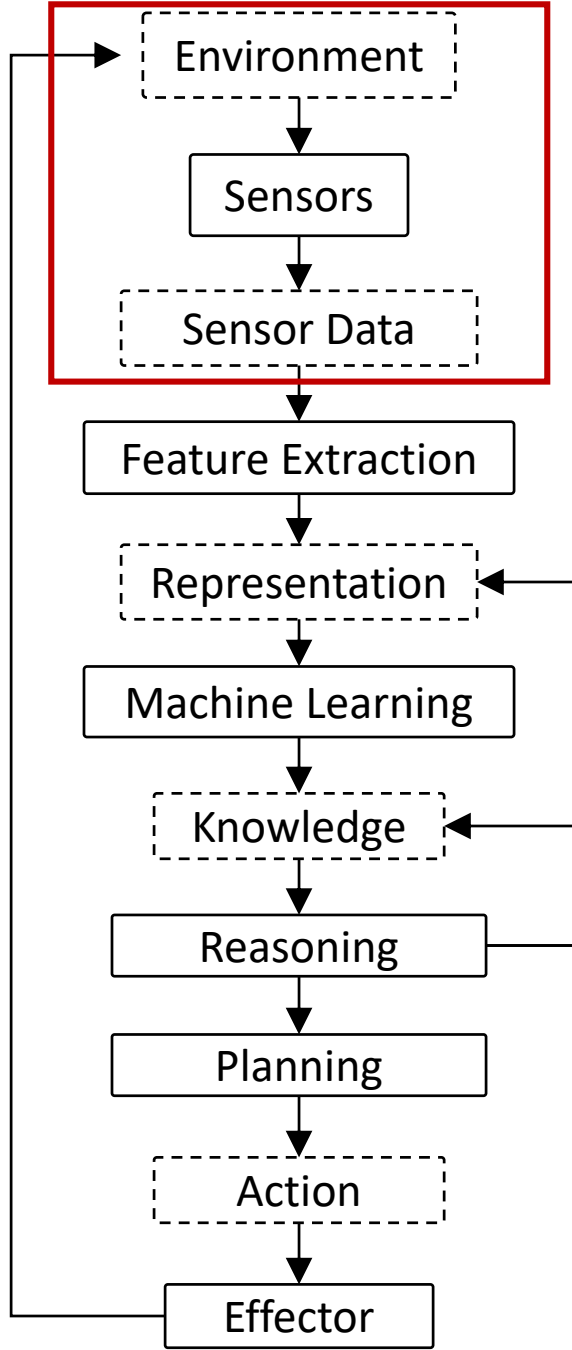 Environment
Sensors
Sensor Data
Feature Extraction
Representation
Machine Learning
Knowledge
Reasoning
Planning
Action
Effector